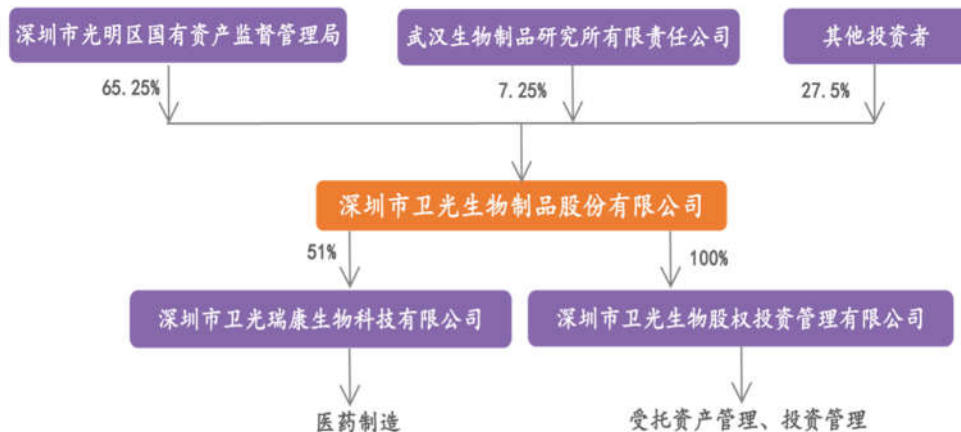 深圳市光明区国有资产监督管理局
武汉生物制品研究所有限责任公司
其他投资者
65.25%
7.25%
27.5%
深圳市卫光生物制品股份有限公司
51%
100%
深圳市卫光瑞康生物科技有限公司
深圳市卫光生物股权投资管理有限公司
医药制造
受托资产管理、投资管理